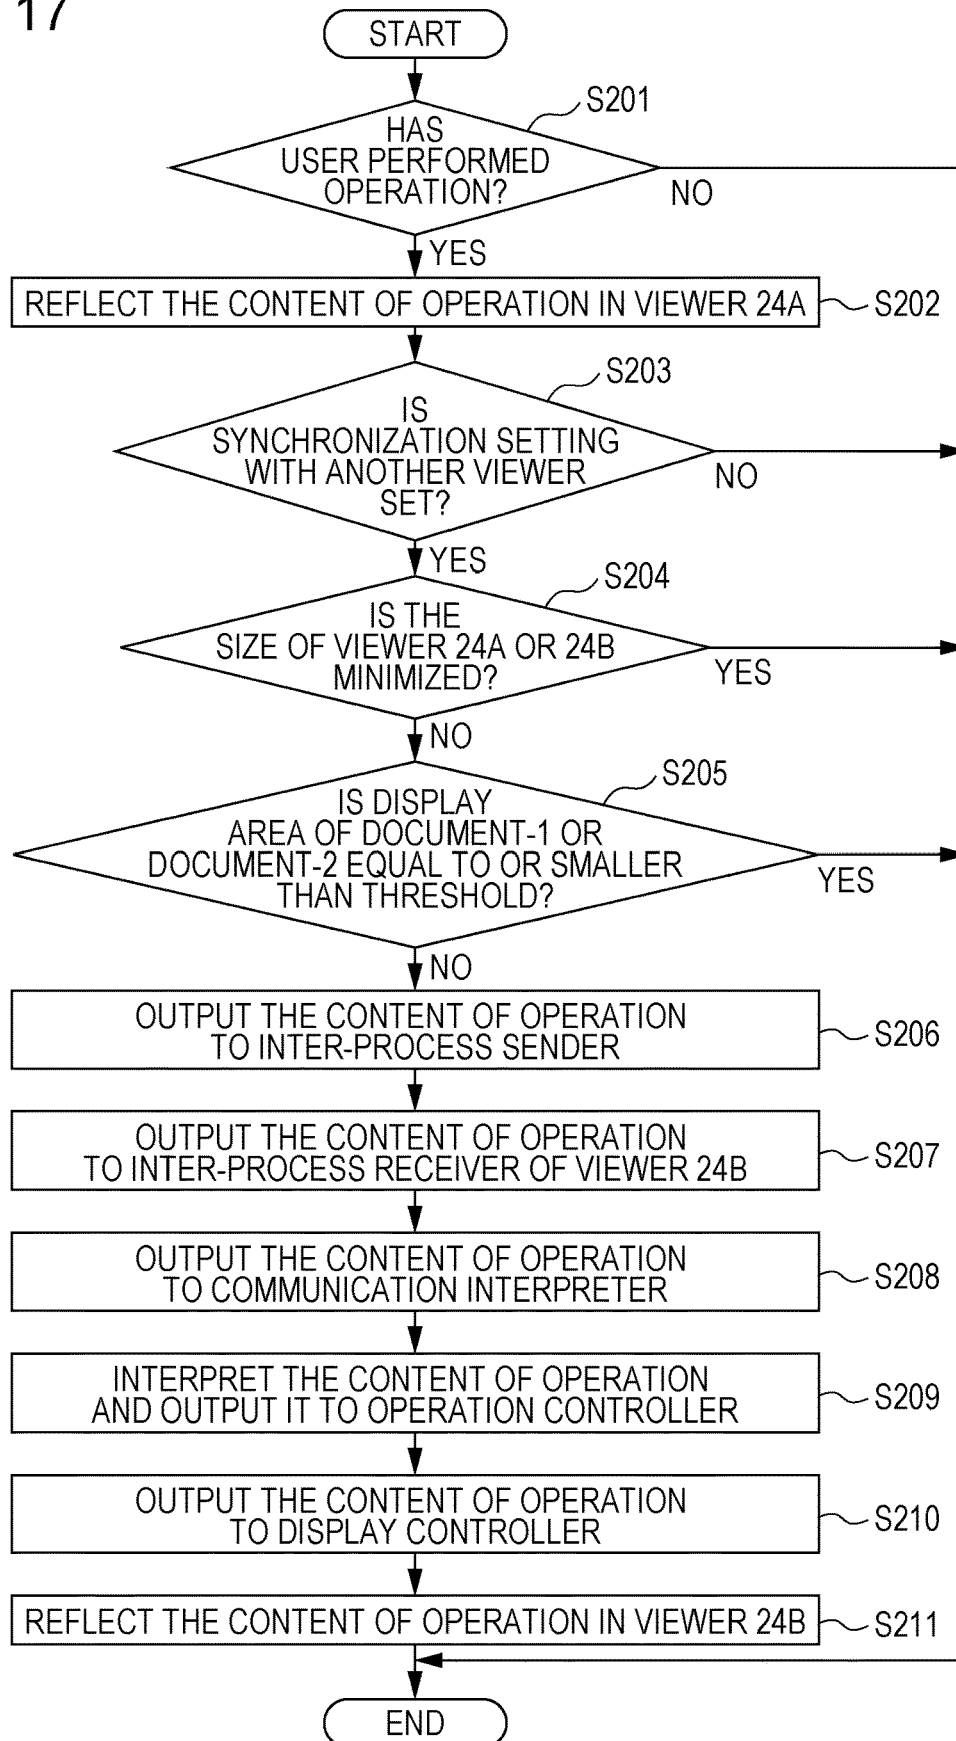 17
START
S201
HAS
USER PERFORMED
OPERATION?
NO
YES
REFLECT THE CONTENT OF OPERATION IN VIEWER 24A
S202
S203
IS
SYNCHRONIZATION SETTING
WITH ANOTHER VIEWER
SET?
NO
YES
S204
IS THE
SIZE OF VIEWER 24A OR 24B
MINIMIZED?
YES
NO
S205
IS DISPLAY
AREA OF DOCUMENT-1 OR
DOCUMENT-2 EQUAL TO OR SMALLER
THAN THRESHOLD?
YES
NO
OUTPUT THE CONTENT OF OPERATION
TO INTER-PROCESS SENDER
S206
OUTPUT THE CONTENT OF OPERATION
TO INTER-PROCESS RECEIVER OF VIEWER 24B
S207
OUTPUT THE CONTENT OF OPERATION
TO COMMUNICATION INTERPRETER
S208
INTERPRET THE CONTENT OF OPERATION
AND OUTPUT IT TO OPERATION CONTROLLER
S209
OUTPUT THE CONTENT OF OPERATION
TO DISPLAY CONTROLLER
S210
REFLECT THE CONTENT OF OPERATION IN VIEWER 24B
S211
END